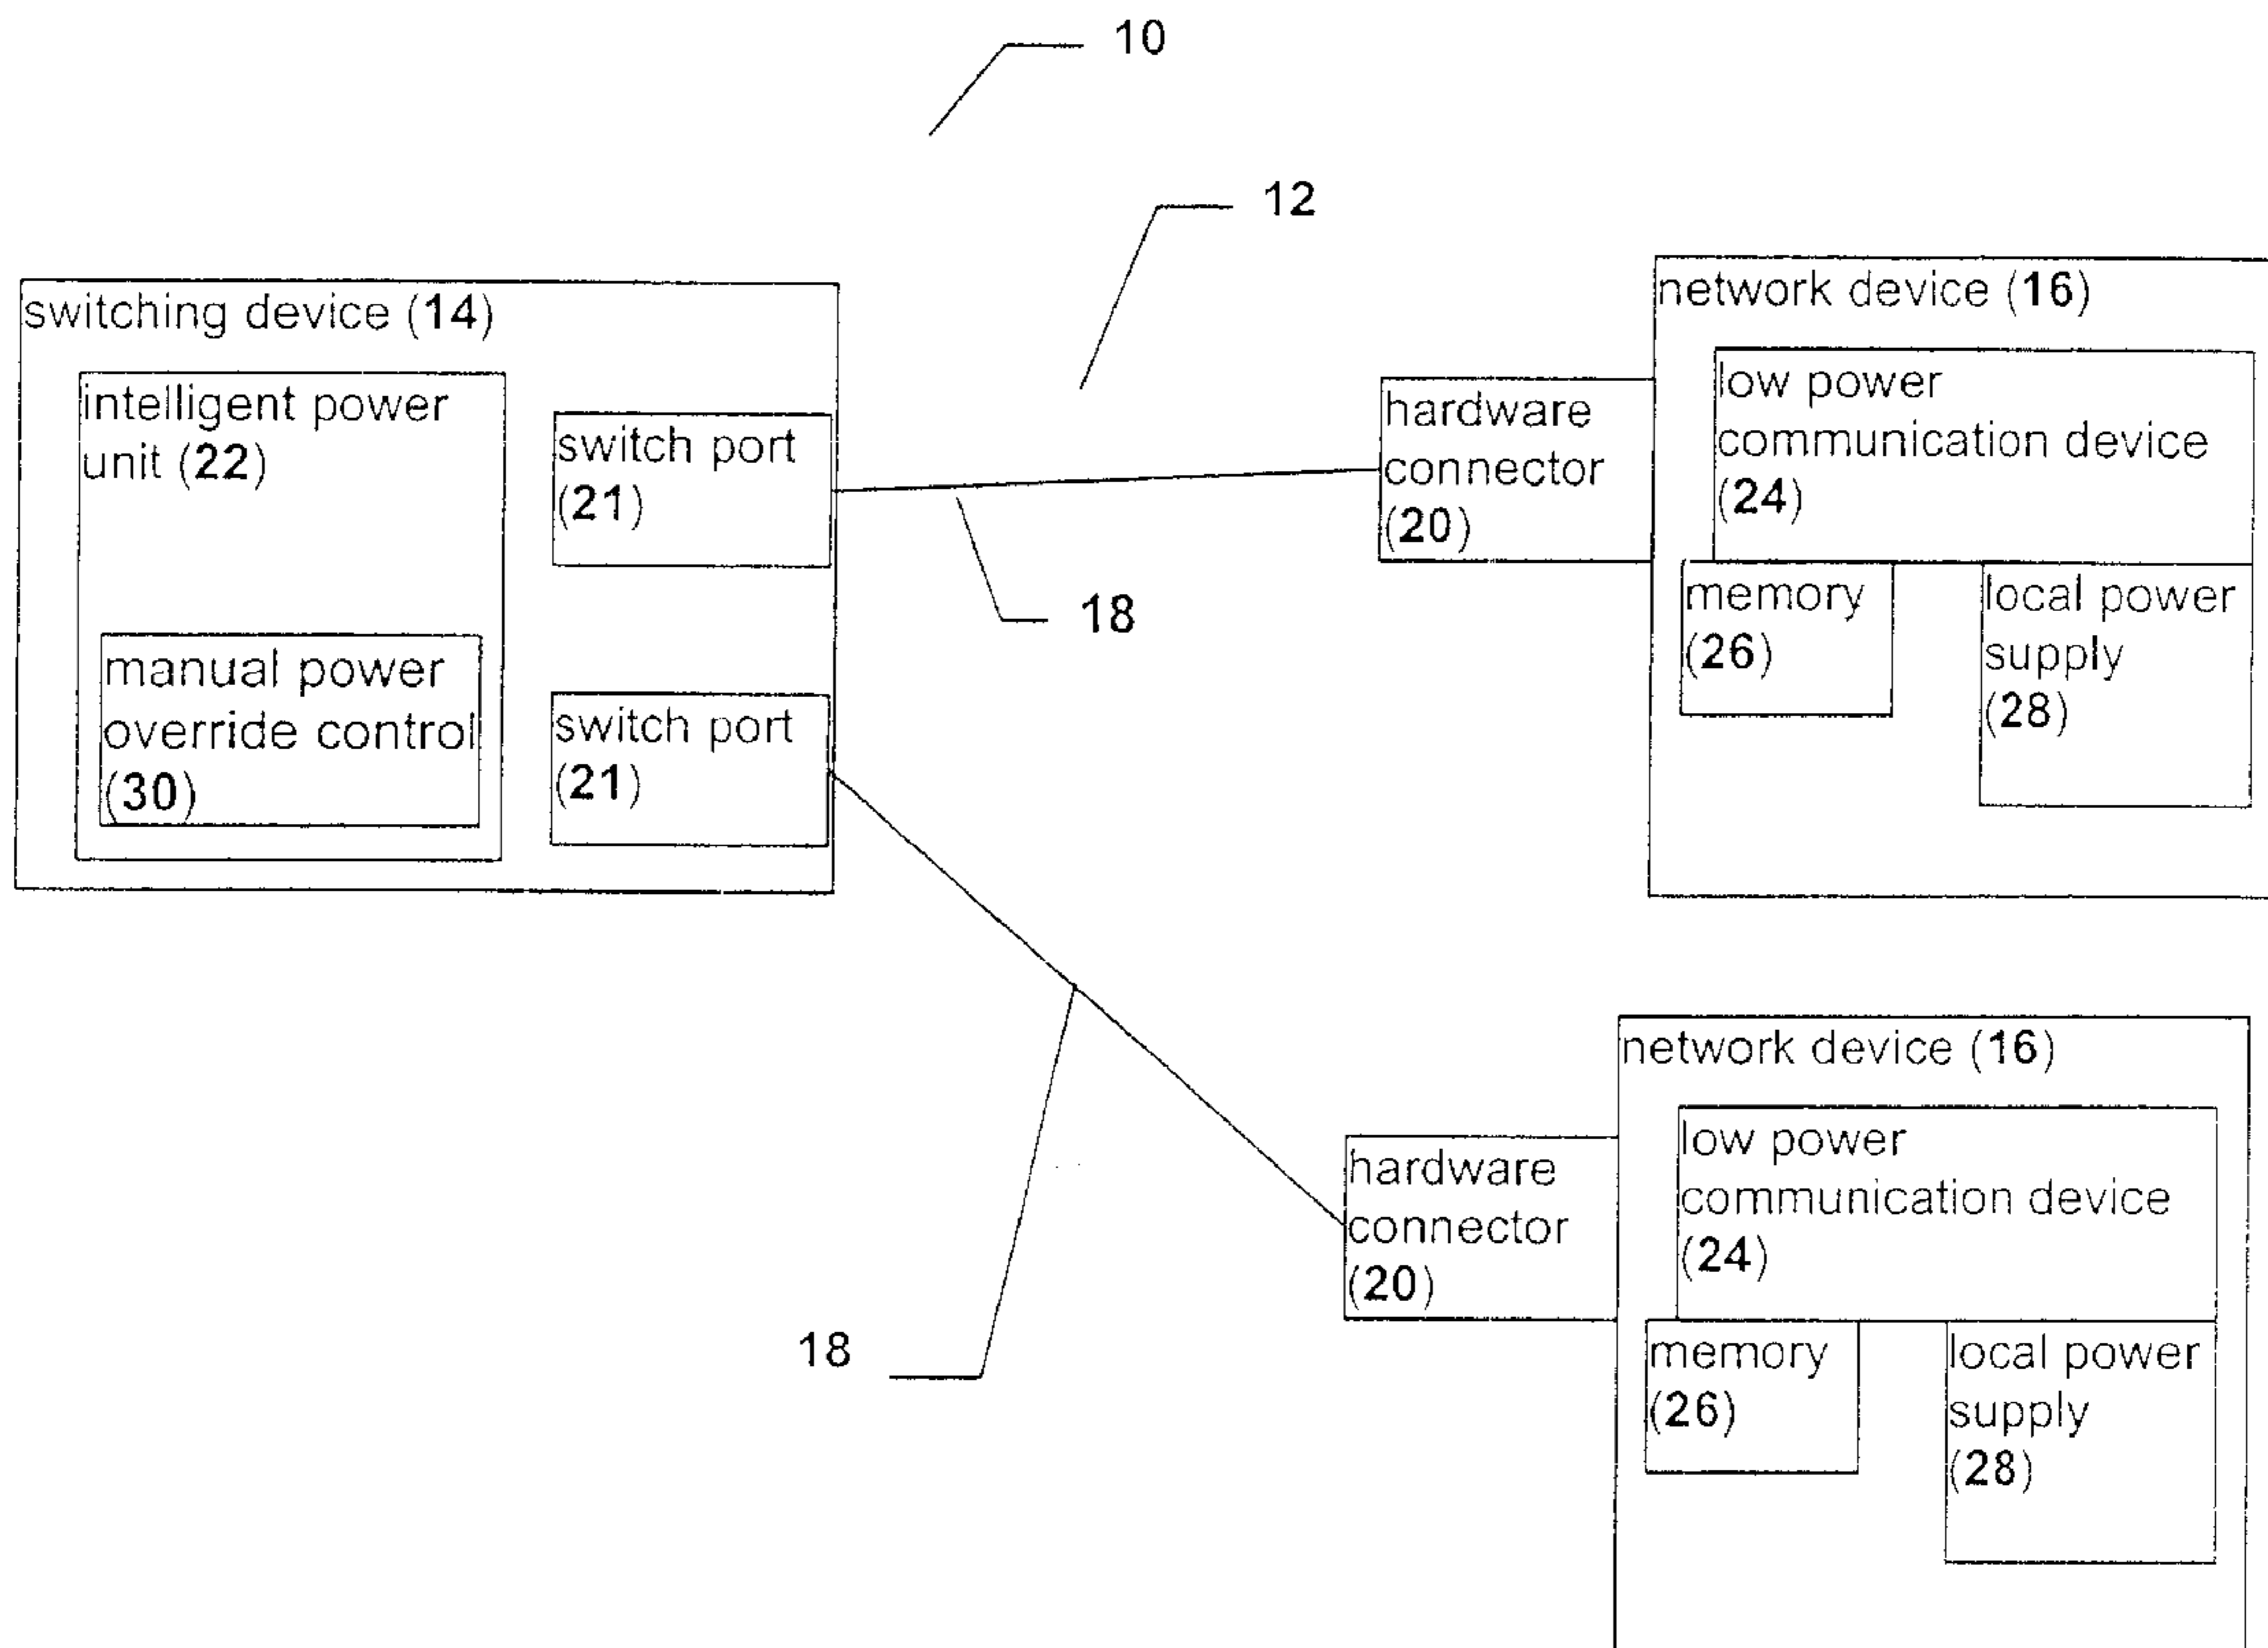 10
12
switching device (14)
intelligent power
unit (22)
manual power
override control
(30)
switch port
(21)
switch port
(21)
18
hardware
connector
(20)
network device (16)
low power
communication device
(24)
memory
(26)
local power
supply
(28)
18
hardware
connector
(20)
network device (16)
low power
communication device
(24)
memory
(26)
local power
supply
(28)